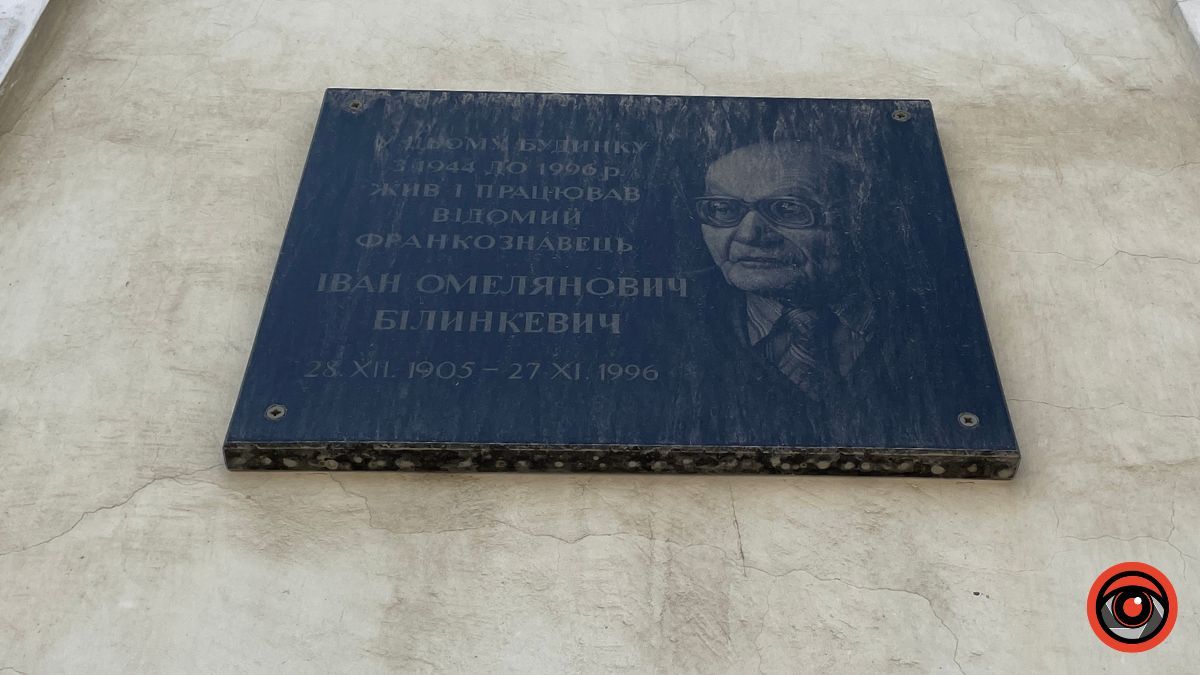 У ЦЬОМУ БУДИНКУ
З 1944 ДО 1996 р.
ЖИВ І ПРАЦЮВАВ
ВІДОМИЙ
ФРАНКОЗНАВЕЦЬ
ІВАН ОМЕЛЯНОВИЧ
БІЛИНКЕВИЧ
28. XII. 1905 – 27 XI. 1996